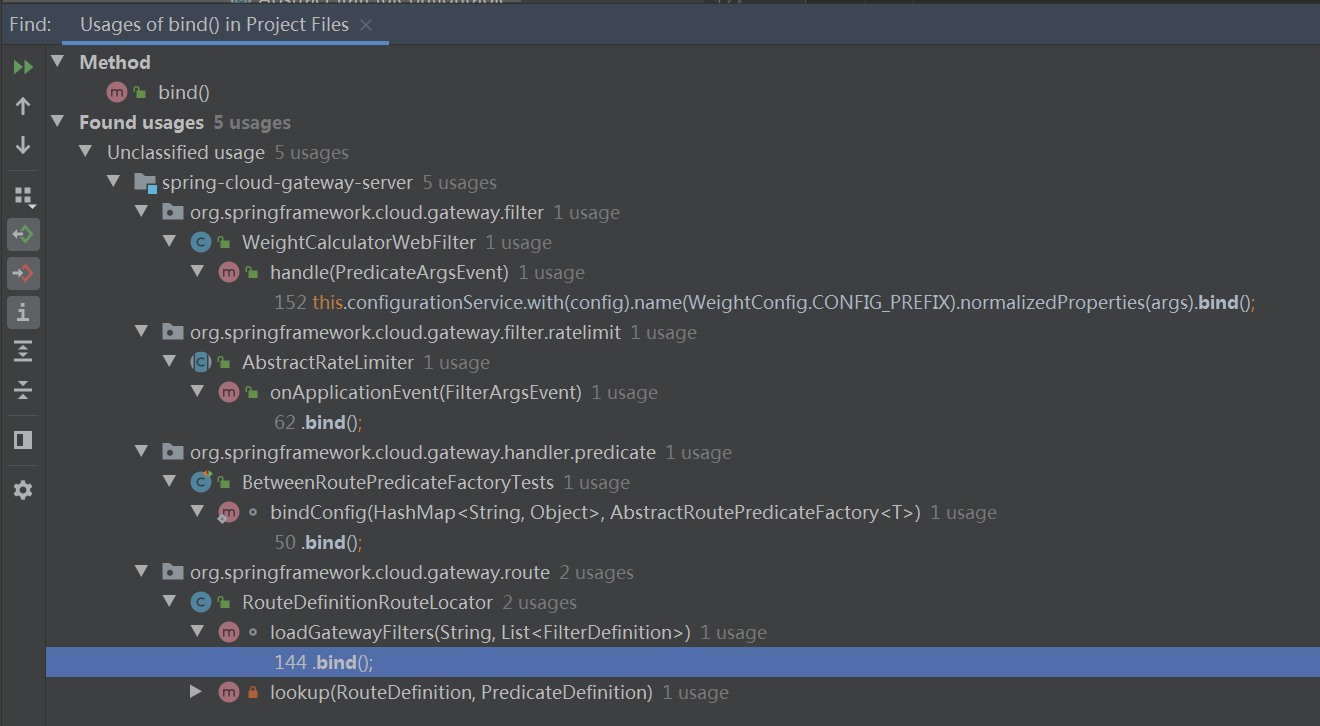 Find: Usages of bind() in Project Files
Method
m bind()
Found usages 5 usages
Unclassified usage 5 usages
spring-cloud-gateway-server 5 usages
org.springframework.cloud.gateway.filter 1 usage
C WeightCalculatorWebFilter 1 usage
m handle(PredicateArgsEvent) 1 usage
152 this.configurationService.with(config).name(WeightConfig.CONFIG_PREFIX).normalizedProperties(args).bind();
org.springframework.cloud.gateway.filter.ratelimit 1 usage
C AbstractRateLimiter 1 usage
m onApplicationEvent(FilterArgsEvent) 1 usage
62 .bind();
org.springframework.cloud.gateway.handler.predicate 1 usage
C BetweenRoutePredicateFactoryTests 1 usage
m bindConfig(HashMap<String, Object>, AbstractRoutePredicateFactory<T>) 1 usage
50 .bind();
org.springframework.cloud.gateway.route 2 usages
C RouteDefinitionRouteLocator 2 usages
m loadGatewayFilters(String, List<FilterDefinition>) 1 usage
144 .bind();
m lookup(RouteDefinition, PredicateDefinition) 1 usage